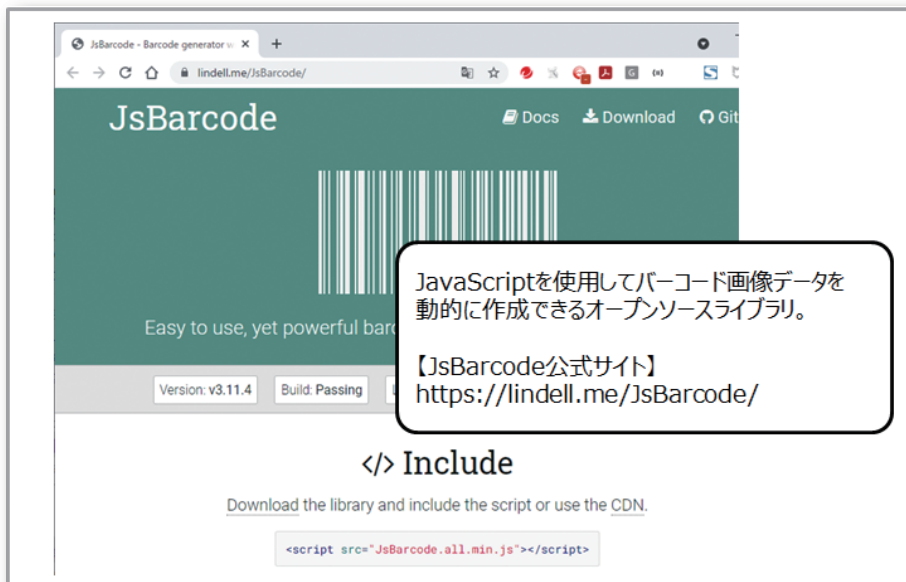 JsBarcode - Barcode generator w
lindell.me/JsBarcode/
JsBarcode
Docs
Download
Git
Easy to use, yet powerful bar
JavaScriptを使用してバーコード画像データを
動的に作成できるオープンソースライブラリ。
【JsBarcode公式サイト】
https://lindell.me/JsBarcode/
Version: v3.11.4
Build: Passing
</> Include
Download the library and include the script or use the CDN.
<script src="JsBarcode.all.min.js"></script>